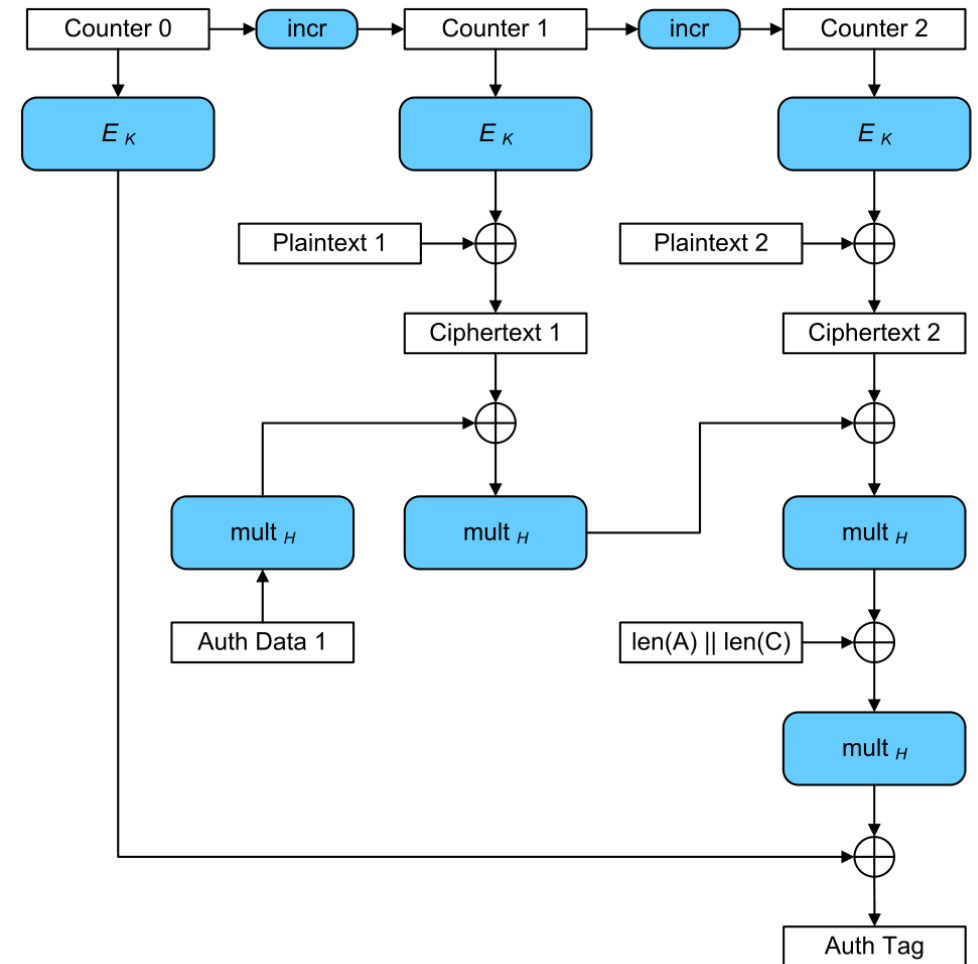 Counter 0
incr
Counter 1
incr
Counter 2
E K
E K
E K
Plaintext 1
Plaintext 2
Ciphertext 1
Ciphertext 2
mult H
mult H
mult H
Auth Data 1
len(A) || len(C)
mult H
Auth Tag